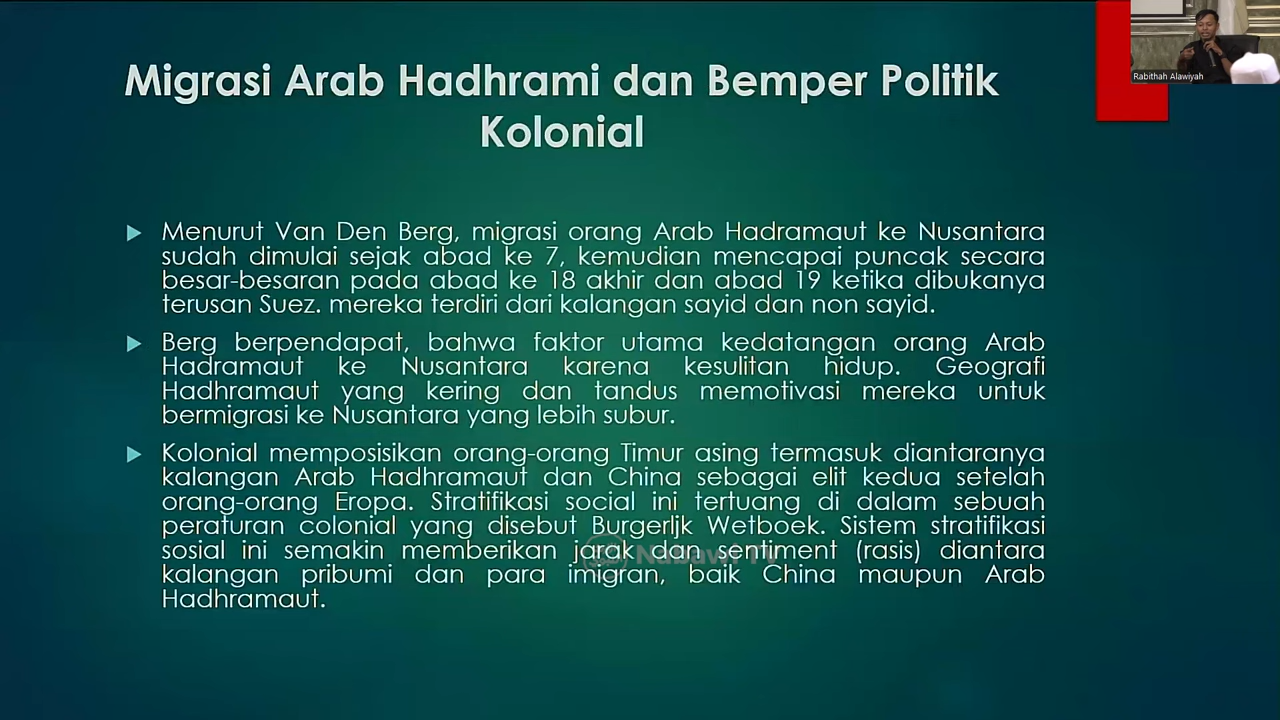 Migrasi Arab Hadhrami dan Bemper Politik
Kolonial
Rabithah Alawiyah
Menurut Van Den Berg, migrasi orang Arab Hadramaut ke Nusantara
sudah dimulai sejak abad ke 7, kemudian mencapai puncak secara
besar-besaran pada abad ke 18 akhir dan abad 19 ketika dibukanya
terusan Suez. mereka terdiri dari kalangan sayid dan non sayid.
Berg berpendapat, bahwa faktor utama kedatangan orang Arab
Hadramaut ke Nusantara karena kesulitan hidup. Geografi
Hadhramaut yang kering dan tandus memotivasi mereka untuk
bermigrasi ke Nusantara yang lebih subur.
Kolonial memposisikan orang-orang Timur asing termasuk diantaranya
kalangan Arab Hadhramaut dan China sebagai elit kedua setelah
orang-orang Eropa. Stratifikasi social ini tertuang di dalam sebuah
peraturan colonial yang disebut Burgerljk Wetboek. Sistem stratifikasi
sosial ini semakin memberikan jarak dan sentiment (rasis) diantara
Nabawi TV
kalangan pribumi dan para imigran, baik China maupun Arab
Hadhramaut.